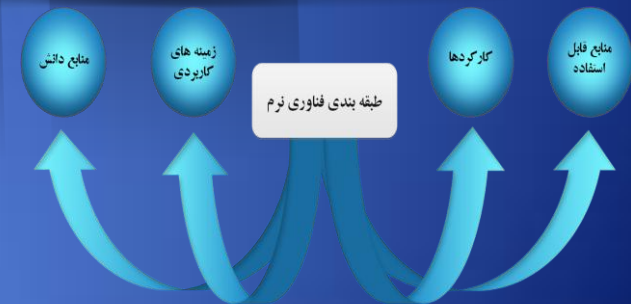 منابع قابل
استفاده
کارکردها
طبقه بندی فناوری نرم
زمینه های
کاربردی
منابع دانش